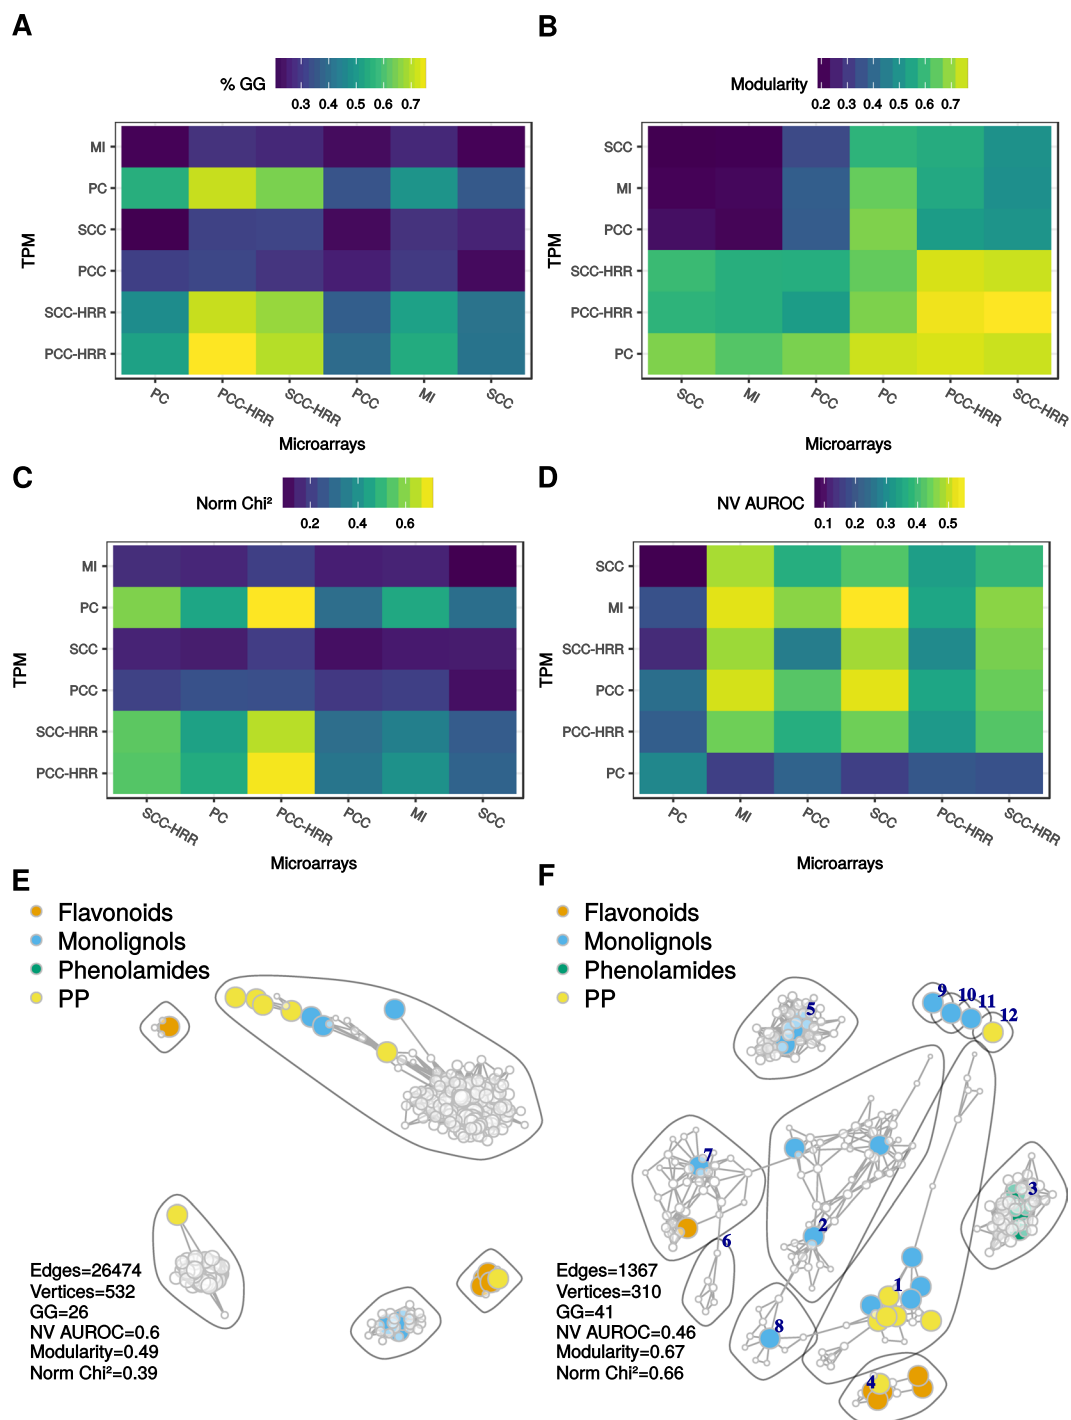 A
% GG
0.3 0.4 0.5 0.6 0.7
TPM
MI
PC
SCC
PCC
SCC-HRR
PCC-HRR
PC PCC-HRR SCC-HRR PCC MI SCC
Microarrays
B
Modularity
0.2 0.3 0.4 0.5 0.6 0.7
TPM
SCC
MI
PCC
SCC-HRR
PCC-HRR
PC
SCC MI PCC PC PCC-HRR SCC-HRR
Microarrays
C
Norm Chi²
0.2 0.4 0.6
TPM
MI
PC
SCC
PCC
SCC-HRR
PCC-HRR
SCC-HRR PC PCC-HRR PCC MI SCC
Microarrays
D
NV AUROC
0.1 0.2 0.3 0.4 0.5
TPM
SCC
MI
SCC-HRR
PCC
PCC-HRR
PC
PC MI PCC SCC PCC-HRR SCC-HRR
Microarrays
E
Flavonoids
Monolignols
Phenolamides
PP
Edges=26474
Vertices=532
GG=26
NV AUROC=0.6
Modularity=0.49
Norm Chi²=0.39
F
Flavonoids
Monolignols
Phenolamides
PP
9
10
11
12
5
7
3
2
6
1
8
4
Edges=1367
Vertices=310
GG=41
NV AUROC=0.46
Modularity=0.67
Norm Chi²=0.66